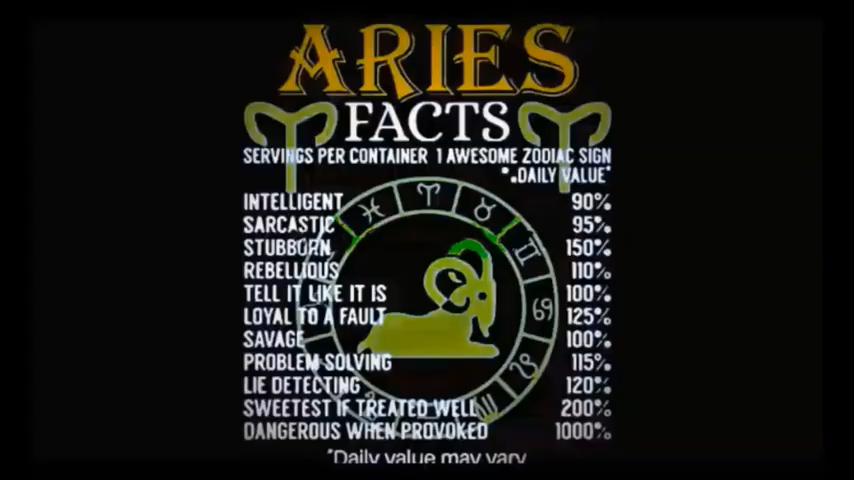 ARIES
FACTS
SERVINGS PER CONTAINER 1 AWESOME ZODIAC SIGN
*.DAILY VALUE*
INTELLIGENT 90%
SARCASTIC 95%
STUBBORN 150%
REBELLIOUS 110%
TELL IT LIKE IT IS 100%
LOYAL TO A FAULT 125%
SAVAGE 100%
PROBLEM SOLVING 115%
LIE DETECTING 120%
SWEETEST IF TREATED WELL 200%
DANGEROUS WHEN PROVOKED 1000%
*Daily value may vary